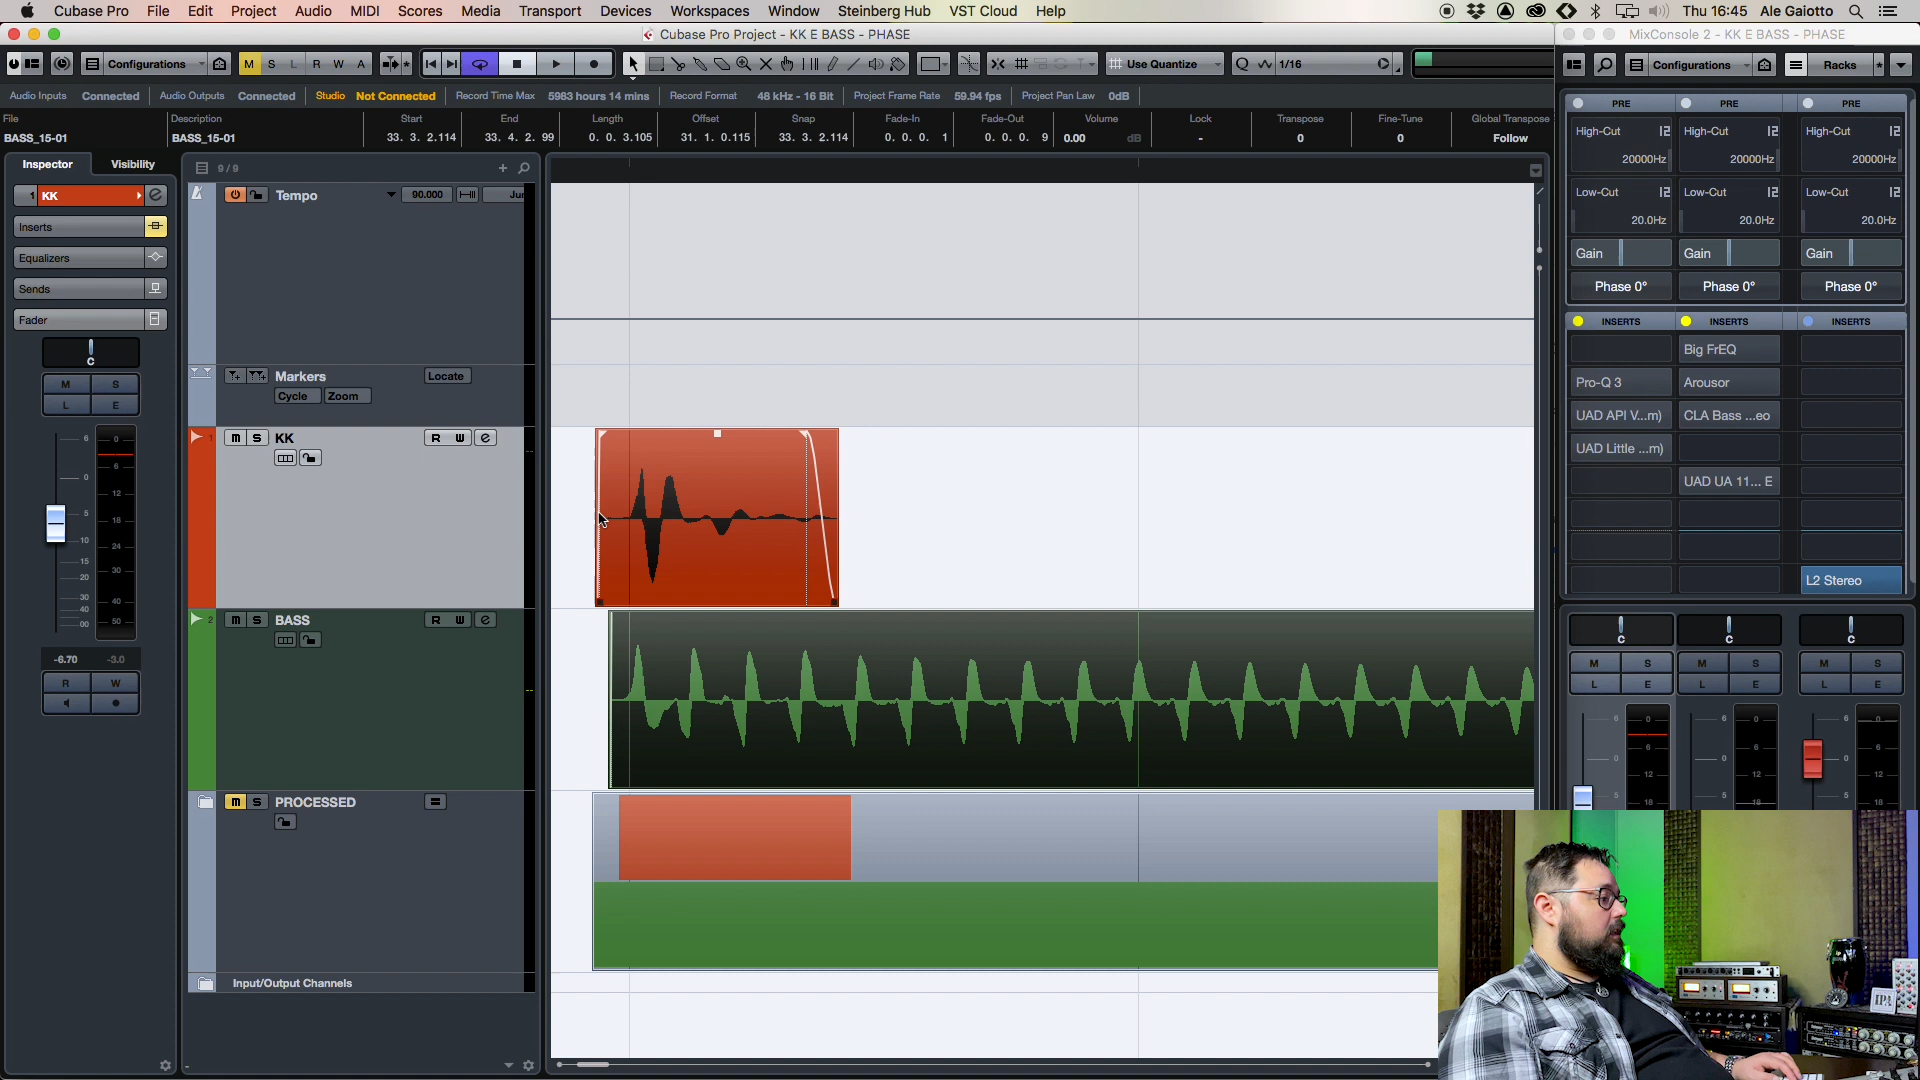 Cubase Pro File Edit Project Audio MIDI Scores Media Transport Devices Workspaces Window Steinberg Hub VST Cloud Help Thu 16:45 Ale Gaiotto
Cubase Pro Project - KK E BASS - PHASE
MixConsole 2 - KK E BASS - PHASE
Configurations M S L R W A Use Quantize Q 1/16
Configurations Racks
Audio Inputs Connected Audio Outputs Connected Studio Not Connected Record Time Max 5983 hours 14 mins Record Format 48 kHz - 16 Bit Project Frame Rate 59.94 fps Project Pan Law 0dB
File Description Start End Length Offset Snap Fade-In Fade-Out Volume Lock Transpose Fine-Tune Global Transpose
BASS_15-01 BASS_15-01 33. 3. 2.114 33. 4. 2. 99 0. 0. 3.105 31. 1. 0.115 33. 3. 2.114 0. 0. 0. 1 0. 0. 0. 9 0.00 dB - 0 0 Follow
Inspector Visibility
9/9
1 KK
Inserts
Equalizers
Sends
Fader
C
M S
L E
-6.70 -3.0
R W
Tempo 90.000 Jur
Markers Locate
Cycle Zoom
1 m S KK R W e
2 m S BASS R W e
m S PROCESSED =
Input/Output Channels
PRE PRE PRE
High-Cut High-Cut High-Cut
20000Hz 20000Hz 20000Hz
Low-Cut Low-Cut Low-Cut
20.0Hz 20.0Hz 20.0Hz
Gain Gain Gain
Phase 0° Phase 0° Phase 0°
INSERTS INSERTS INSERTS
Big FrEQ
Pro-Q 3 Arousor
UAD API V...m) CLA Bass ...eo
UAD Little ...m)
UAD UA 11... E
L2 Stereo
C C C
M S M S M S
L E L E L E
IPA